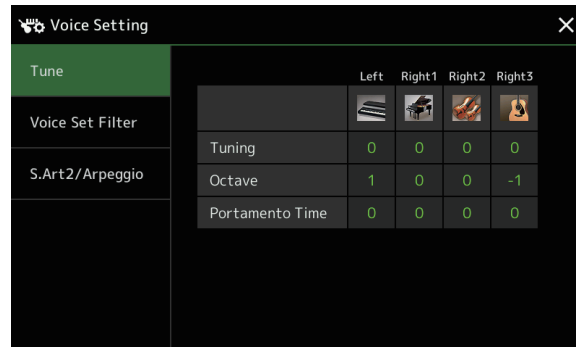 Voice Setting
Tune
Voice Set Filter
S.Art2/Arpeggio
Left Right1 Right2 Right3
Tuning 0 0 0 0
Octave 1 0 0 -1
Portamento Time 0 0 0 0